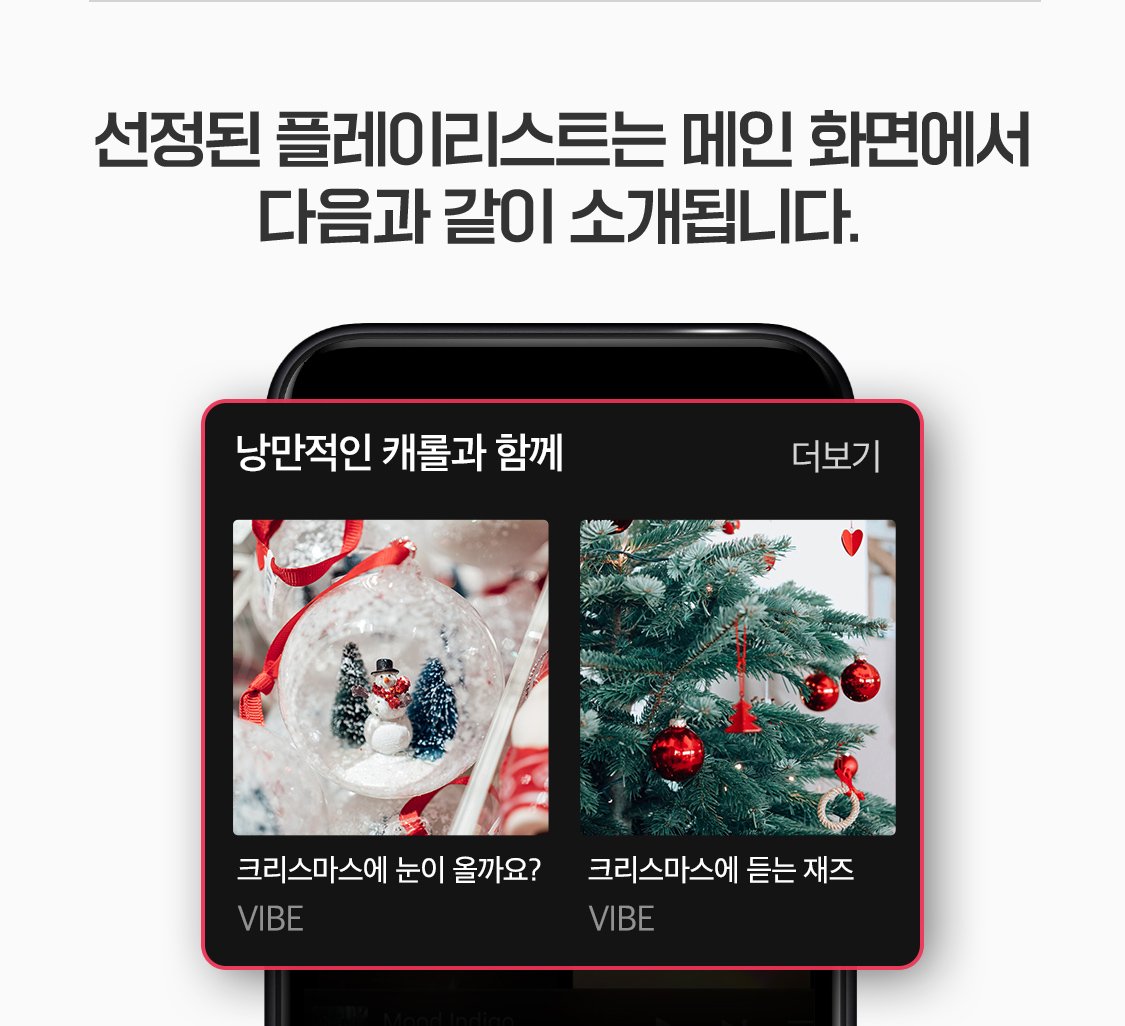 선정된 플레이리스트는 메인 화면에서
다음과 같이 소개됩니다.
낭만적인 캐롤과 함께
더보기
크리스마스에 눈이 올까요?
크리스마스에 듣는 재즈
VIBE
VIBE
Mood Indigo